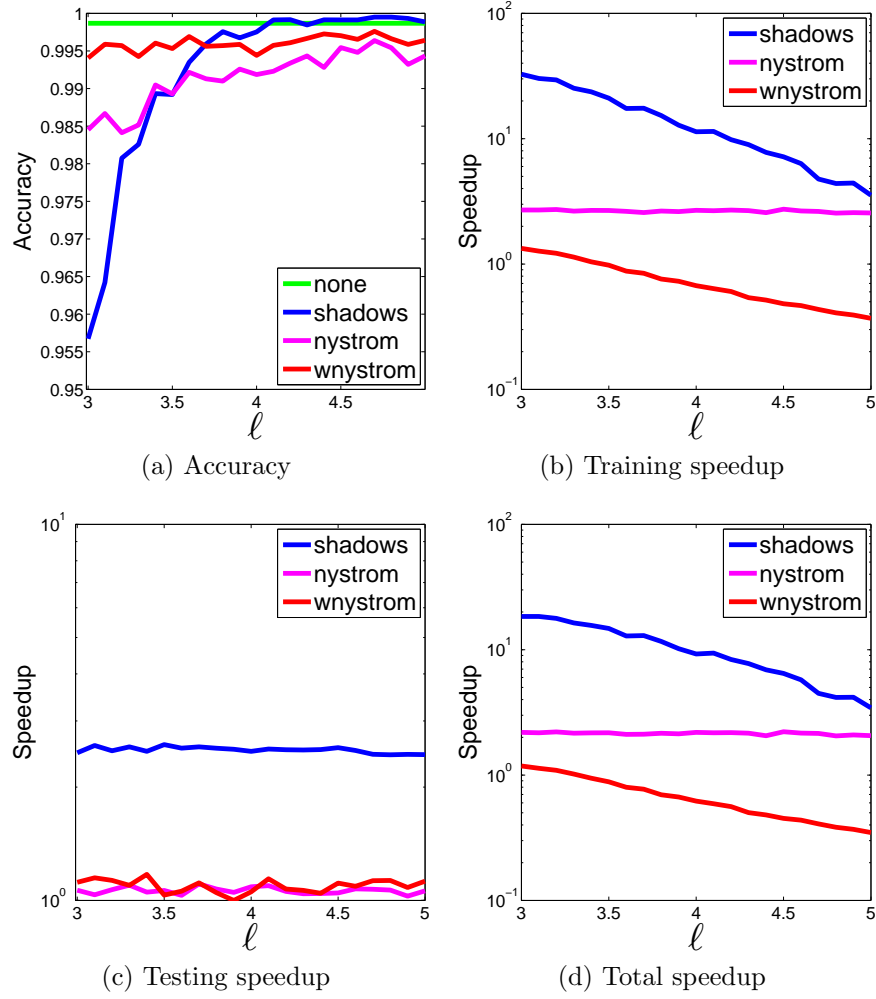 1
0.995
0.99
0.985
0.98
0.975
0.97
0.965
0.96
0.955
0.95
Accuracy
none
shadows
nystrom
wnystrom
3
3.5
4
4.5
ℓ
(a) Accuracy
10^2
10^1
10^0
10^-1
Speedup
shadows
nystrom
wnystrom
3
3.5
4
4.5
5
ℓ
(b) Training speedup
10^1
10^0
Speedup
shadows
nystrom
wnystrom
3
3.5
4
4.5
5
ℓ
(c) Testing speedup
10^2
10^1
10^0
10^-1
Speedup
shadows
nystrom
wnystrom
3
3.5
4
4.5
5
ℓ
(d) Total speedup